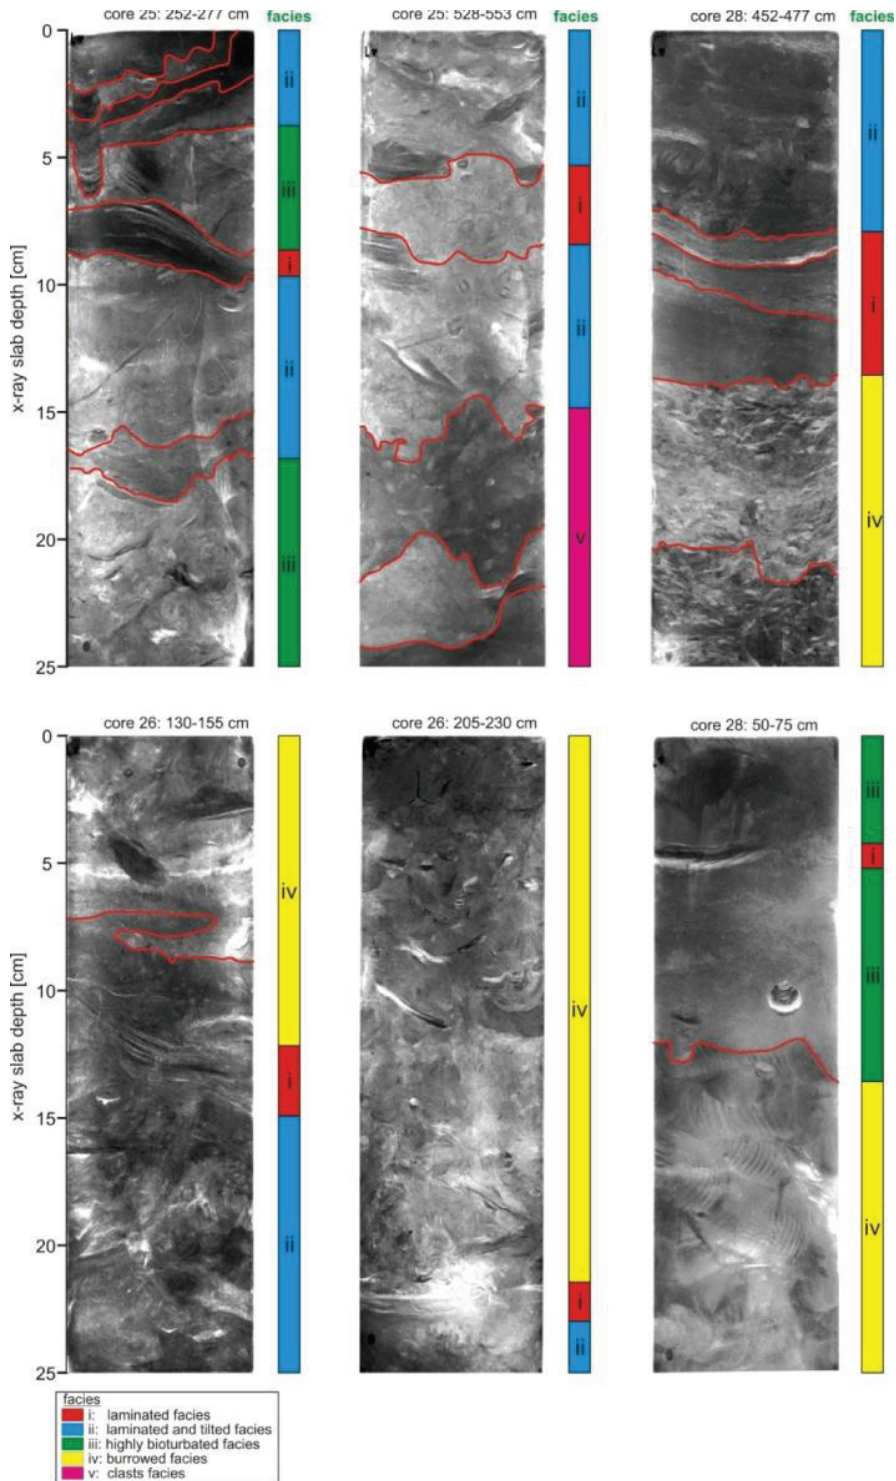 core 25: 252-277 cm
facies
core 25: 528-553 cm
facies
core 28: 452-477 cm
facies
0
5
10
15
20
25
x-ray slab depth [cm]
ii
iii
i
ii
iii
ii
i
ii
v
ii
i
iv
core 26: 130-155 cm
core 26: 205-230 cm
core 28: 50-75 cm
0
5
10
15
20
25
x-ray slab depth [cm]
iv
i
ii
iv
i
ii
iii
i
iii
iv
facies
i: laminated facies
ii: laminated and tilted facies
iii: highly bioturbated facies
iv: burrowed facies
v: clasts facies